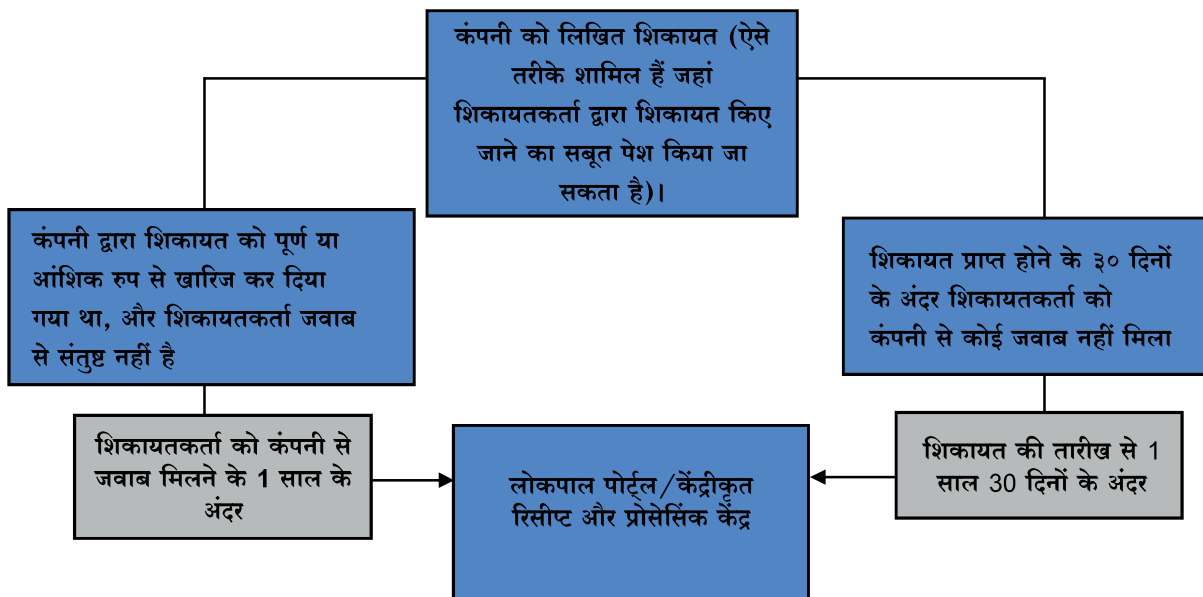 कंपनी को लिखित शिकायत (ऐसे
तरीके शामिल हैं जहां
शिकायतकर्ता द्वारा शिकायत किए
जाने का सबूत पेश किया जा
सकता है)।
कंपनी द्वारा शिकायत को पूर्ण या
आंशिक रुप से खारिज कर दिया
गया था, और शिकायतकर्ता जवाब
से संतुष्ट नहीं है
शिकायत प्राप्त होने के ३० दिनों
के अंदर शिकायतकर्ता को
कंपनी से कोई जवाब नहीं मिला
शिकायतकर्ता को कंपनी से
जवाब मिलने के 1 साल के
अंदर
शिकायत की तारीख से 1
साल 30 दिनों के अंदर
लोकपाल पोर्ट्ल/केंद्रीकृत
रिसीप्ट और प्रोसेसिंक केंद्र